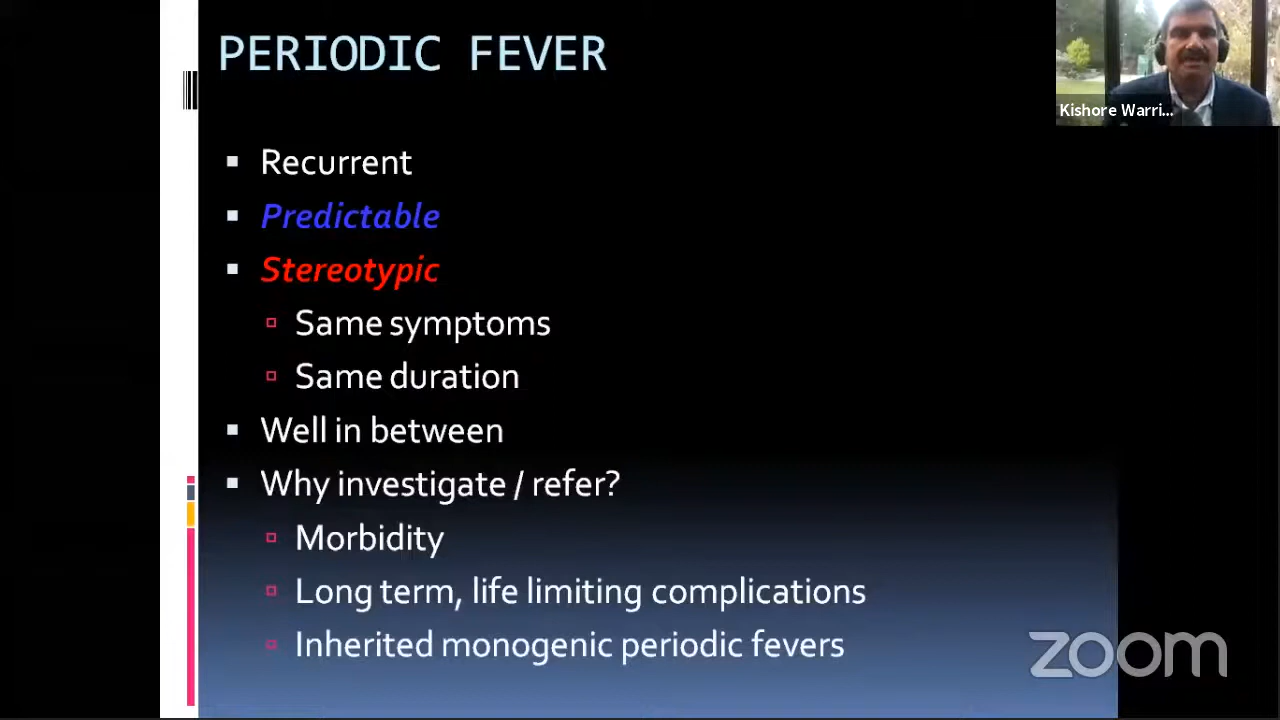 PERIODIC FEVER
Kishore Warri...
Recurrent
Predictable
Stereotypic
Same symptoms
Same duration
Well in between
Why investigate / refer?
Morbidity
Long term, life limiting complications
Inherited monogenic periodic fevers
zoom